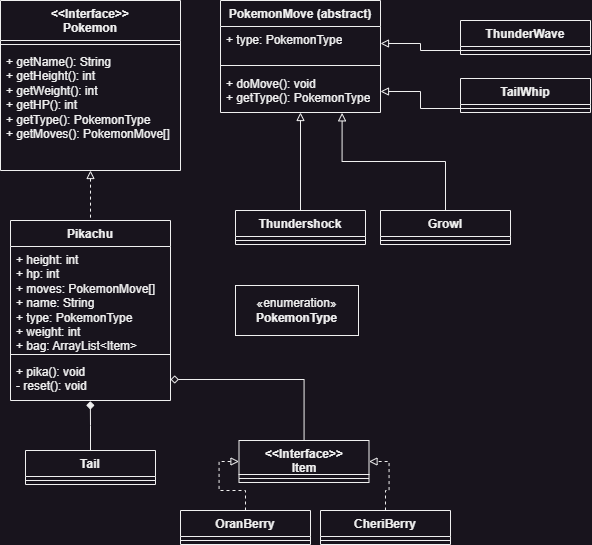 <<Interface>>
Pokemon
+ getName(): String
+ getHeight(): int
+ getWeight(): int
+ getHP(): int
+ getType(): PokemonType
+ getMoves(): PokemonMove[]
PokemonMove (abstract)
+ type: PokemonType
+ doMove(): void
+ getType(): PokemonType
ThunderWave
TailWhip
Thundershock
Growl
Pikachu
+ height: int
+ hp: int
+ moves: PokemonMove[]
+ name: String
+ type: PokemonType
+ weight: int
+ bag: ArrayList<Item>
+ pika(): void
- reset(): void
«enumeration»
PokemonType
Tail
<<Interface>>
Item
OranBerry
CheriBerry